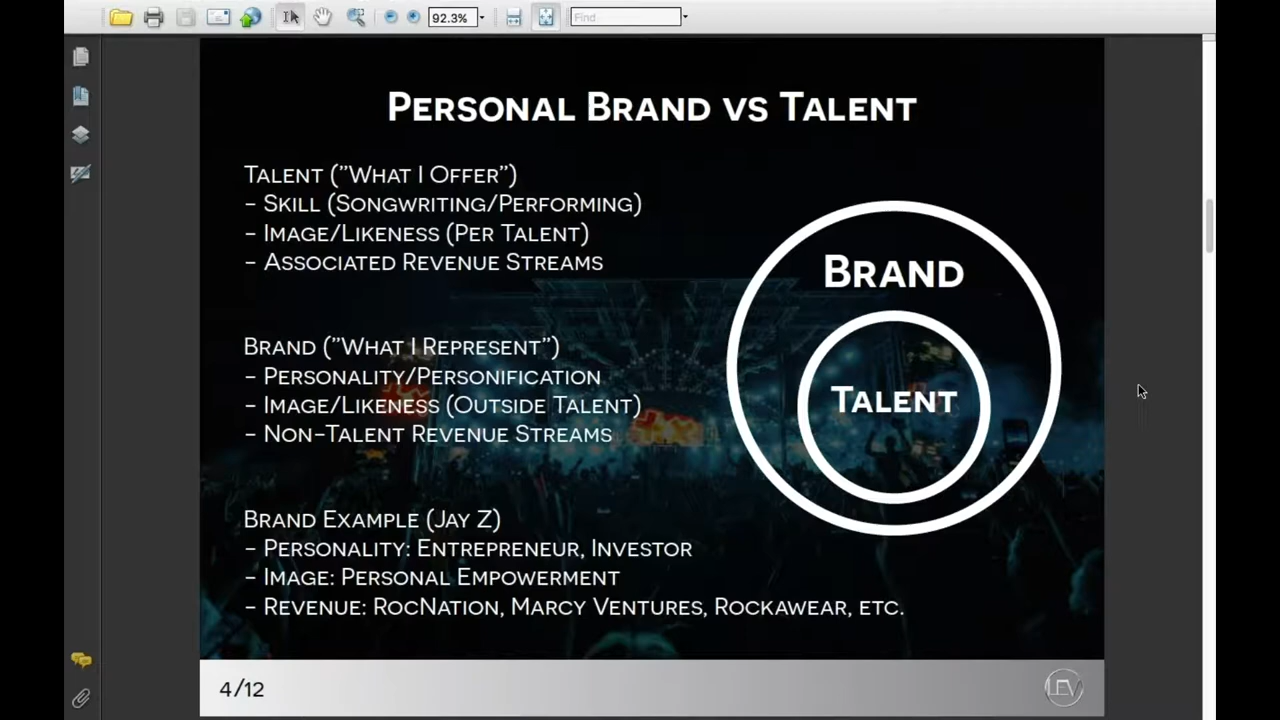 92.3%
Find
Personal Brand vs Talent
Talent ("What I Offer")
- Skill (Songwriting/Performing)
- Image/Likeness (Per Talent)
- Associated Revenue Streams
Brand ("What I Represent")
- Personality/Personification
- Image/Likeness (Outside Talent)
- Non-Talent Revenue Streams
Brand
Talent
Brand Example (Jay Z)
- Personality: Entrepreneur, Investor
- Image: Personal Empowerment
- Revenue: RocNation, Marcy Ventures, Rockawear, etc.
4/12
LEV